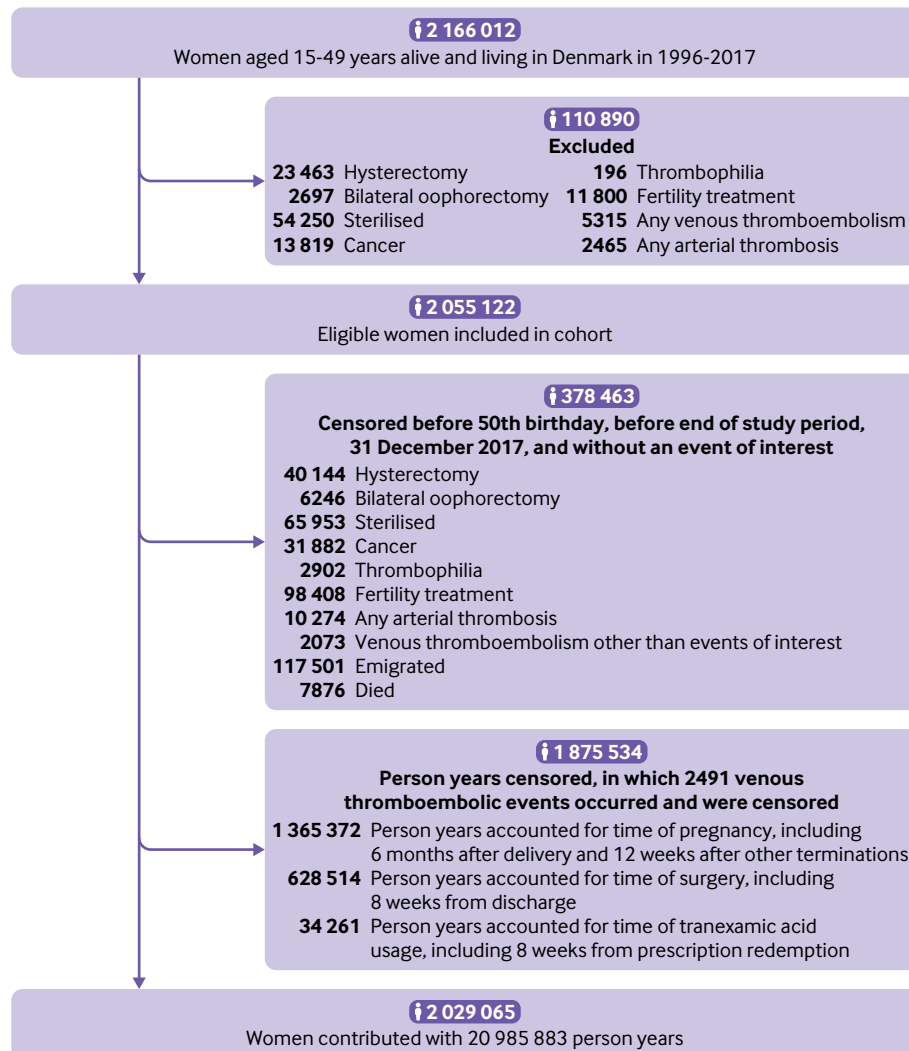 2 166 012
Women aged 15-49 years alive and living in Denmark in 1996-2017
110 890
Excluded
23 463 Hysterectomy
2697 Bilateral oophorectomy
54 250 Sterilised
13 819 Cancer
196 Thrombophilia
11 800 Fertility treatment
5315 Any venous thromboembolism
2465 Any arterial thrombosis
2 055 122
Eligible women included in cohort
378 463
Censored before 50th birthday, before end of study period,
31 December 2017, and without an event of interest
40 144 Hysterectomy
6246 Bilateral oophorectomy
65 953 Sterilised
31 882 Cancer
2902 Thrombophilia
98 408 Fertility treatment
10 274 Any arterial thrombosis
2073 Venous thromboembolism other than events of interest
117 501 Emigrated
7876 Died
1 875 534
Person years censored, in which 2491 venous
thromboembolic events occurred and were censored
1 365 372 Person years accounted for time of pregnancy, including
6 months after delivery and 12 weeks after other terminations
628 514 Person years accounted for time of surgery, including
8 weeks from discharge
34 261 Person years accounted for time of tranexamic acid
usage, including 8 weeks from prescription redemption
2 029 065
Women contributed with 20 985 883 person years